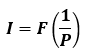 I = F(1/P)